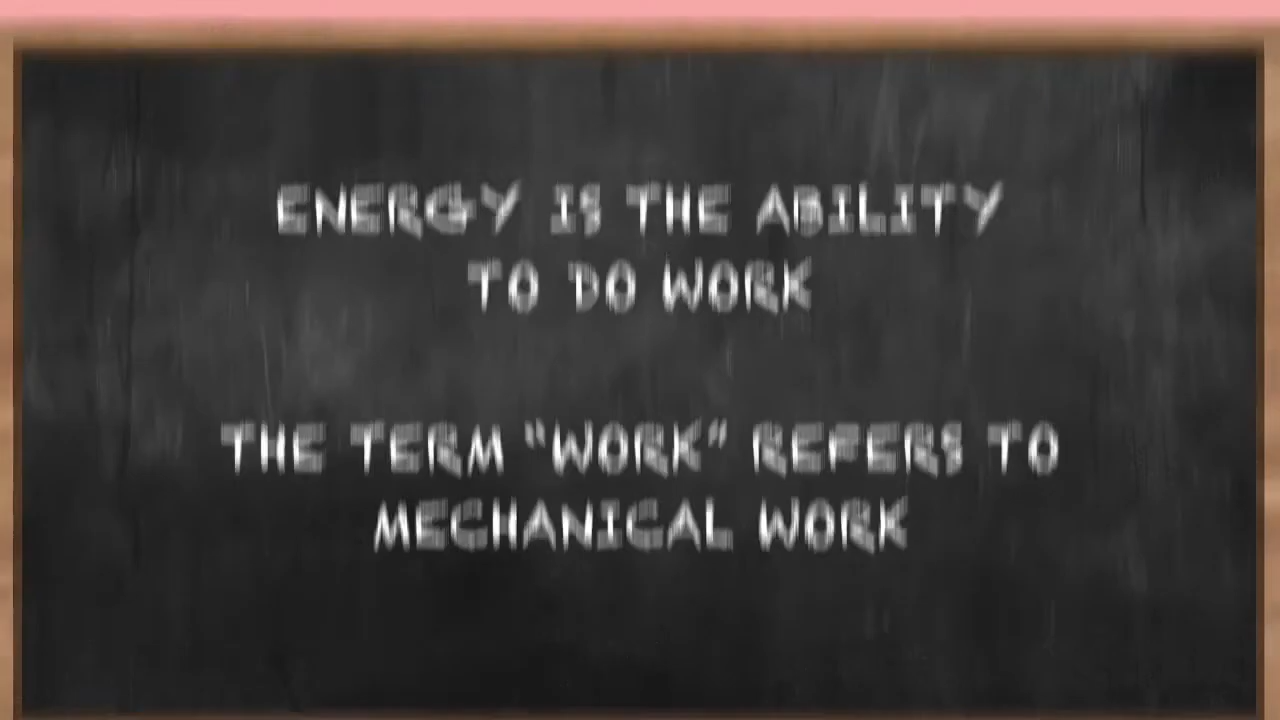 ENERGY IS THE ABILITY
TO DO WORK
THE TERM "WORK" REFERS TO
MECHANICAL WORK